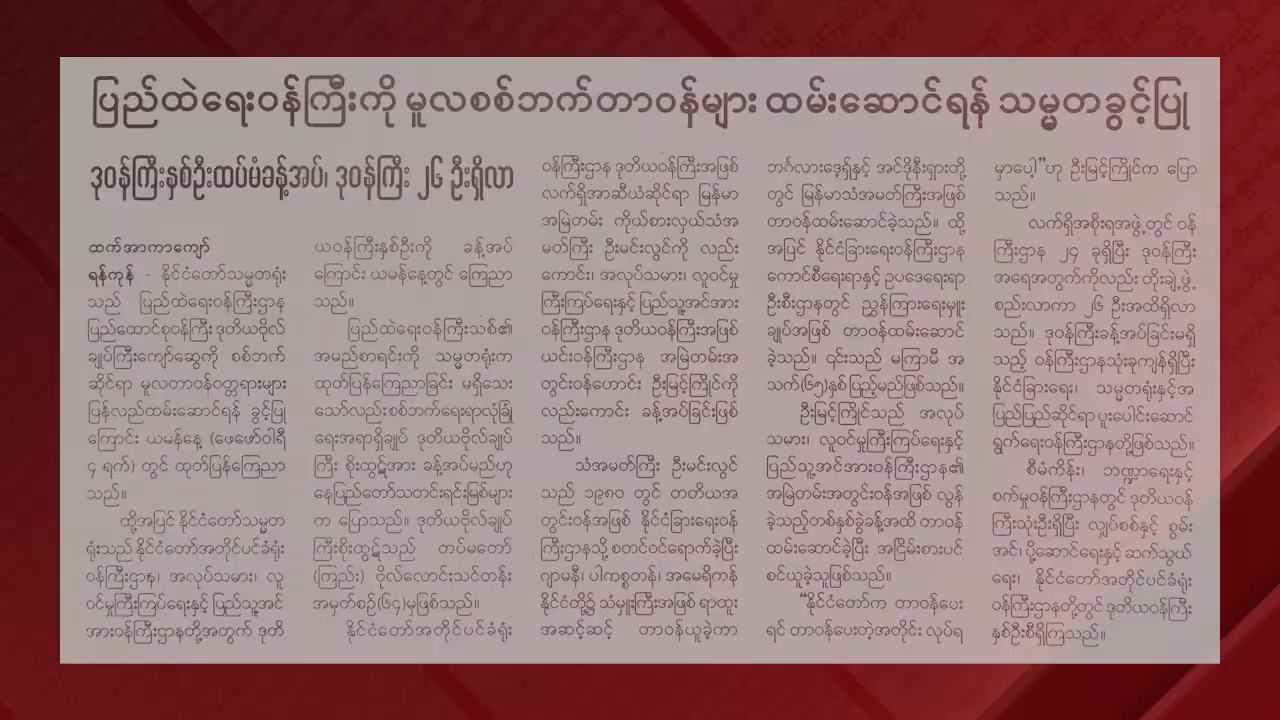 ပြည်ထဲရေးဝန်ကြီးကို မူလစစ်ဘက်တာဝန်များ ထမ်းဆောင်ရန် သမ္မတခွင့်ပြု
ဒုဝန်ကြီးနှစ်ဦးထပ်မံခန့်အပ်၊ ဒုဝန်ကြီး ၂၆ ဦးရှိလာ
ထက်အာကာကျော်
ရန်ကုန် - နိုင်ငံတော်သမ္မတရုံး
သည် ပြည်ထဲရေးဝန်ကြီးဌာန
ပြည်ထောင်စုဝန်ကြီး ဒုတိယဗိုလ်
ချုပ်ကြီးကျော်ဆွေကို စစ်ဘက်
ဆိုင်ရာ မူလတာဝန်ဝတ္တရားများ
ပြန်လည်ထမ်းဆောင်ရန် ခွင့်ပြု
ကြောင်း ယမန်နေ့ (ဖေဖော်ဝါရီ
၄ ရက်) တွင် ထုတ်ပြန်ကြေညာ
သည်။
ထို့အပြင် နိုင်ငံတော်သမ္မတ
ရုံးသည် နိုင်ငံတော်အတိုင်ပင်ခံရုံး
ဝန်ကြီးဌာန၊ အလုပ်သမား၊ လူ
ဝင်မှုကြီးကြပ်ရေးနှင့် ပြည်သူ့အင်
အားဝန်ကြီးဌာနတို့အတွက် ဒုတိ
ယဝန်ကြီးနှစ်ဦးကို ခန့်အပ်
ကြောင်း ယမန်နေ့တွင် ကြေညာ
သည်။
ပြည်ထဲရေးဝန်ကြီးသစ်၏
အမည်စာရင်းကို သမ္မတရုံးက
ထုတ်ပြန်ကြေညာခြင်း မရှိသေး
သော်လည်း စစ်ဘက်ရေးရာလုံခြုံ
ရေးအရာရှိချုပ် ဒုတိယဗိုလ်ချုပ်
ကြီး စိုးထွဋ်အား ခန့်အပ်မည်ဟု
နေပြည်တော်သတင်းရင်းမြစ်များ
က ပြောသည်။ ဒုတိယဗိုလ်ချုပ်
ကြီးစိုးထွဋ်သည် တပ်မတော်
(ကြည်း) ဗိုလ်လောင်းသင်တန်း
အမှတ်စဉ်(၆၄)မှဖြစ်သည်။
နိုင်ငံတော်အတိုင်ပင်ခံရုံး
ဝန်ကြီးဌာန ဒုတိယဝန်ကြီးအဖြစ်
လက်ရှိအာဆီယံဆိုင်ရာ မြန်မာ
အမြဲတမ်း ကိုယ်စားလှယ်သံအ
မတ်ကြီး ဦးမင်းလွင်ကို လည်း
ကောင်း၊ အလုပ်သမား၊ လူဝင်မှု
ကြီးကြပ်ရေးနှင့် ပြည်သူ့အင်အား
ဝန်ကြီးဌာန ဒုတိယဝန်ကြီးအဖြစ်
ယင်းဝန်ကြီးဌာန အမြဲတမ်းအ
တွင်းဝန်ဟောင်း ဦးမြင့်ကြိုင်ကို
လည်းကောင်း ခန့်အပ်ခြင်းဖြစ်
သည်။
သံအမတ်ကြီး ဦးမင်းလွင်
သည် ၁၉၈၀ တွင် တတိယအ
တွင်းဝန်အဖြစ် နိုင်ငံခြားရေးဝန်
ကြီးဌာနသို့ စတင်ဝင်ရောက်ခဲ့ပြီး
ဂျာမနီ၊ ပါကစ္စတန်၊ အမေရိကန်
နိုင်ငံတို့၌ သံမှူးကြီးအဖြစ် ရာထူး
အဆင့်ဆင့် တာဝန်ယူခဲ့ကာ
ဘင်္ဂလားဒေ့ရှ်နှင့် အင်ဒိုနီးရှားတို့
တွင် မြန်မာသံအမတ်ကြီးအဖြစ်
တာဝန်ထမ်းဆောင်ခဲ့သည်။ ထို့
အပြင် နိုင်ငံခြားရေးဝန်ကြီးဌာန
ကောင်စီရေးရာနှင့် ဥပဒေရေးရာ
ဦးစီးဌာနတွင် ညွှန်ကြားရေးမှူး
ချုပ်အဖြစ် တာဝန်ထမ်းဆောင်
ခဲ့သည်။ ၎င်းသည် မကြာမီ အ
သက်(၆၅)နှစ် ပြည့်မည်ဖြစ်သည်။
ဦးမြင့်ကြိုင်သည် အလုပ်
သမား၊ လူဝင်မှုကြီးကြပ်ရေးနှင့်
ပြည်သူ့အင်အားဝန်ကြီးဌာန၏
အမြဲတမ်းအတွင်းဝန်အဖြစ် လွန်
ခဲ့သည့်တစ်နှစ်ခွဲခန့်အထိ တာဝန်
ထမ်းဆောင်ခဲ့ပြီး အငြိမ်းစားပင်
စင်ယူခဲ့သူဖြစ်သည်။
“နိုင်ငံတော်က တာဝန်ပေး
ရင် တာဝန်ပေးတဲ့အတိုင်း လုပ်ရ
မှာပေါ့”ဟု ဦးမြင့်ကြိုင်က ပြော
သည်။
လက်ရှိအစိုးရအဖွဲ့တွင် ဝန်
ကြီးဌာန ၂၄ ခုရှိပြီး ဒုဝန်ကြီး
အရေအတွက်ကိုလည်း တိုးချဲ့ဖွဲ့
စည်းလာကာ ၂၆ ဦးအထိရှိလာ
သည်။ ဒုဝန်ကြီးခန့်အပ်ခြင်းမရှိ
သည့် ဝန်ကြီးဌာနသုံးခုကျန်ရှိပြီး
နိုင်ငံခြားရေး၊ သမ္မတရုံးနှင့်အ
ပြည်ပြည်ဆိုင်ရာ ပူးပေါင်းဆောင်
ရွက်ရေးဝန်ကြီးဌာနတို့ဖြစ်သည်။
စီမံကိန်း၊ ဘဏ္ဍာရေးနှင့်
စက်မှုဝန်ကြီးဌာနတွင် ဒုတိယဝန်
ကြီးသုံးဦးရှိပြီး လျှပ်စစ်နှင့် စွမ်း
အင်၊ ပို့ဆောင်ရေးနှင့် ဆက်သွယ်
ရေး၊ နိုင်ငံတော်အတိုင်ပင်ခံရုံး
ဝန်ကြီးဌာနတို့တွင် ဒုတိယဝန်ကြီး
နှစ်ဦးစီရှိကြသည်။